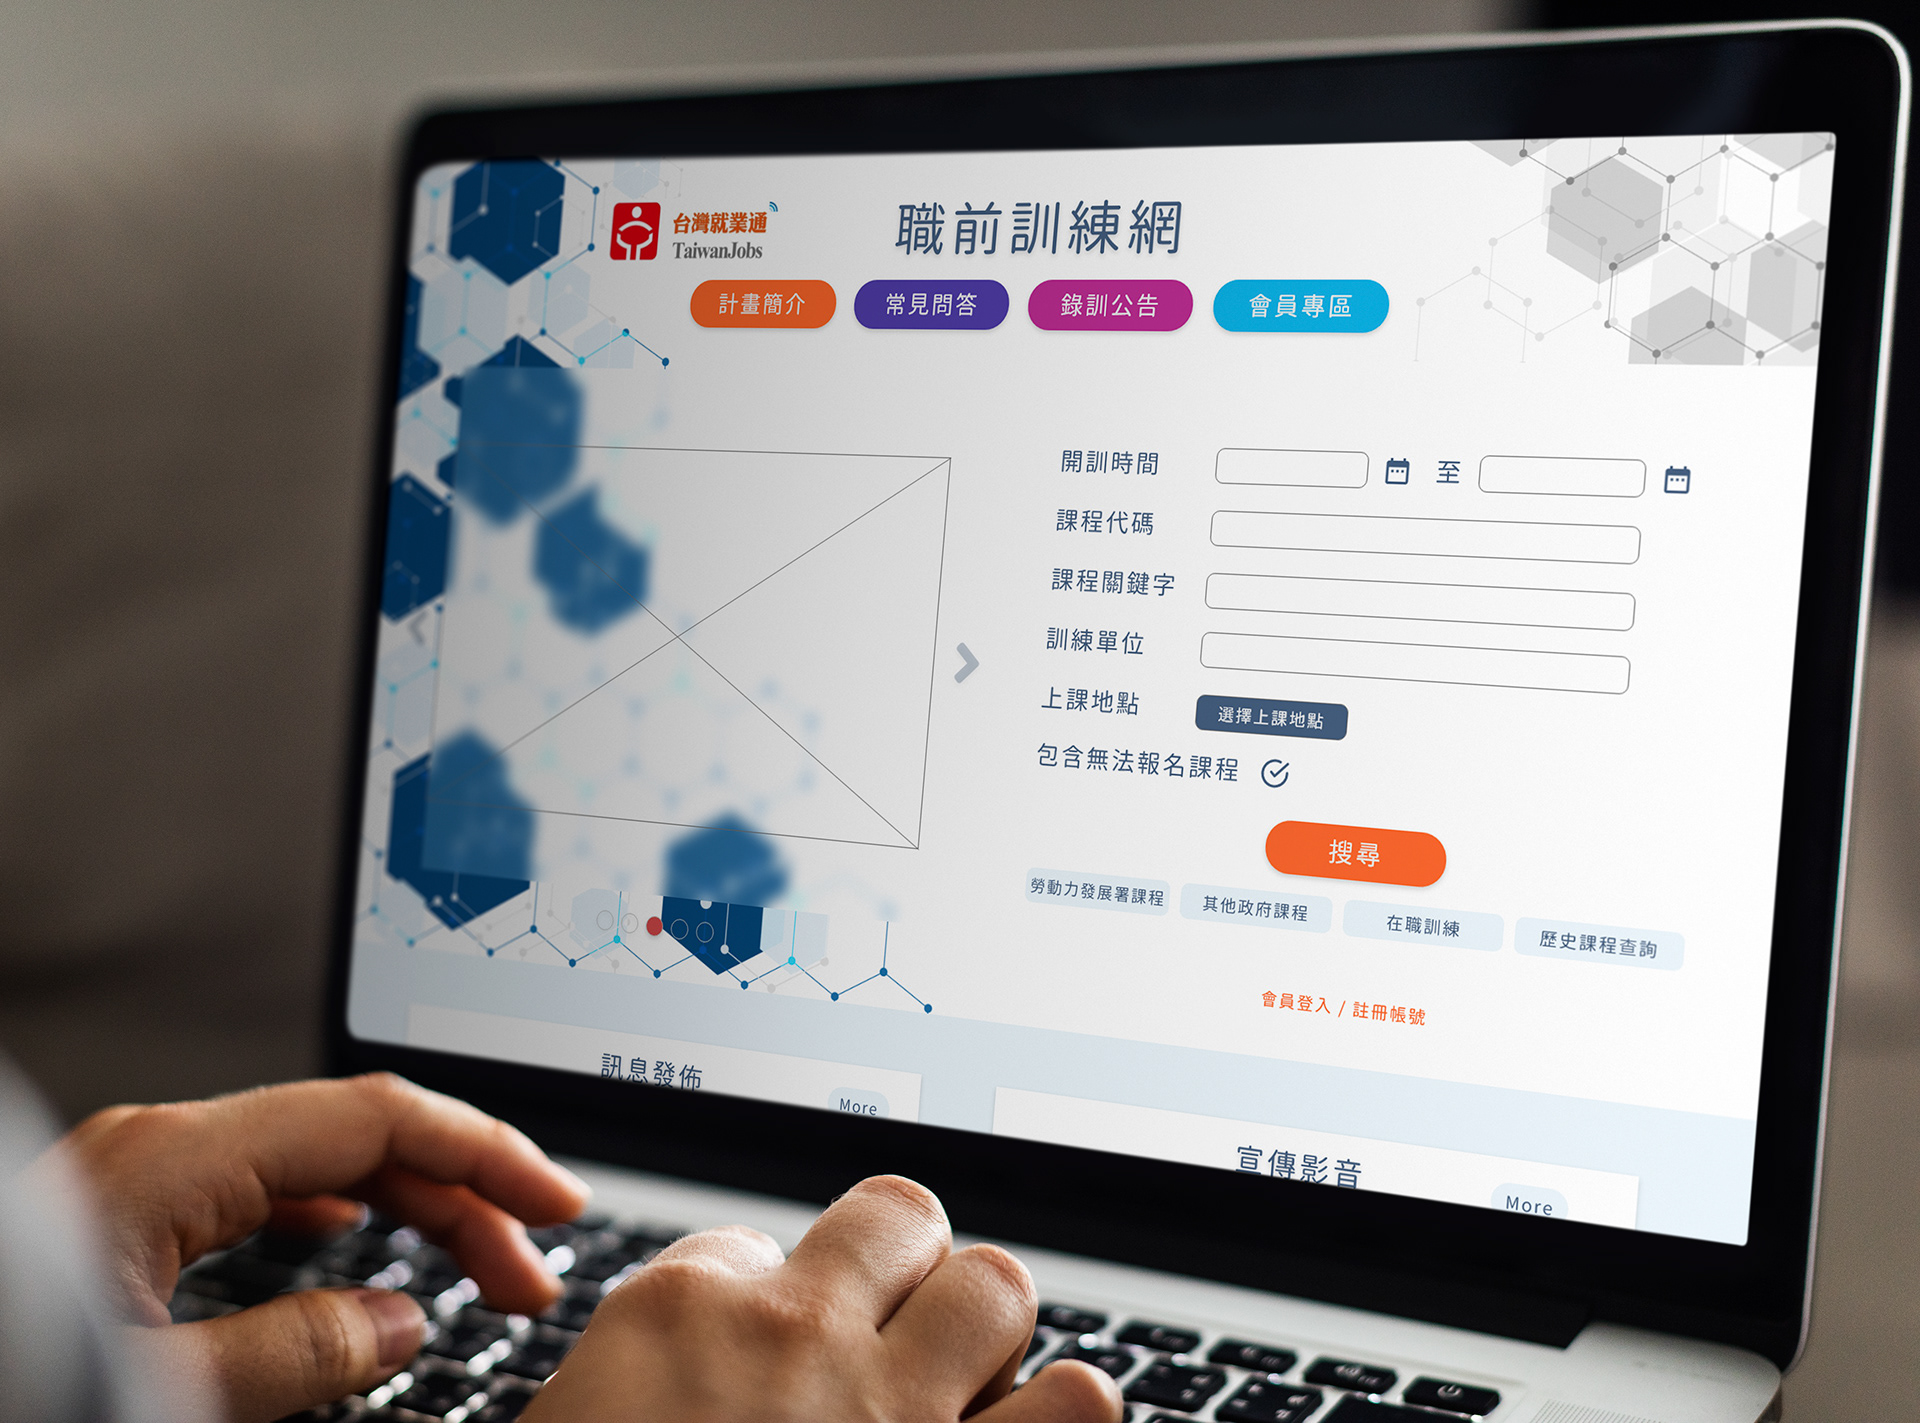 台灣就業通
TaiwanJobs
職前訓練網
計畫簡介
常見問答
錄訓公告
會員專區
開訓時間
至
課程代碼
課程關鍵字
訓練單位
上課地點
選擇上課地點
包含無法報名課程
搜尋
勞動力發展署課程
其他政府課程
在職訓練
歷史課程查詢
會員登入 / 註冊帳號
訊息發佈
More
宣傳影音
More